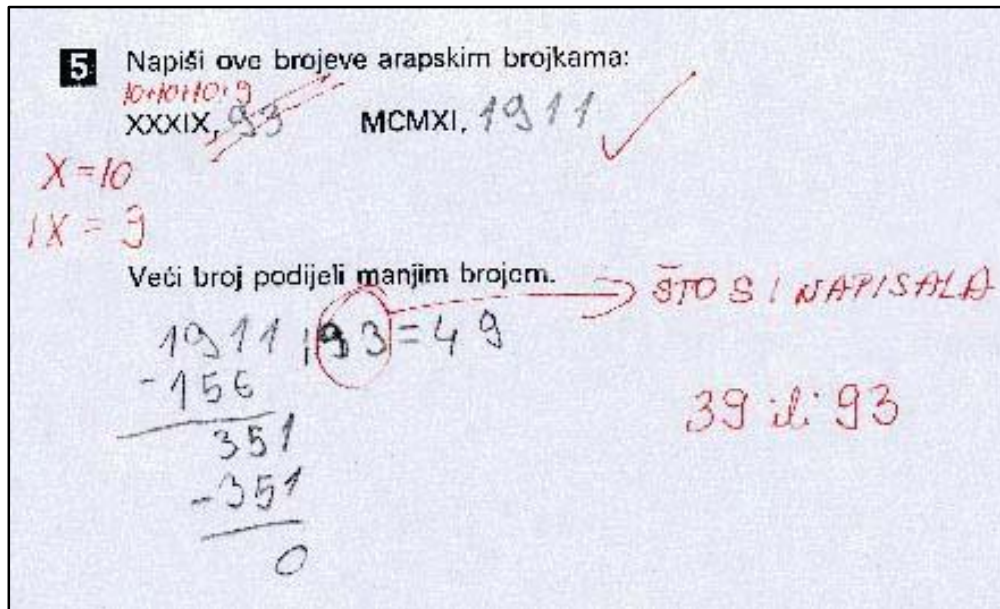 5 Napiši ove brojeve arapskim brojkama:
10+10+10+9
XXXIX, 93 MCMXI, 1911
X = 10
IX = 9
Veći broj podijeli manjim brojem.
ŠTO SI NAPISALA
1911 : 93 = 49
-156
39 ili 93
351
-351
0